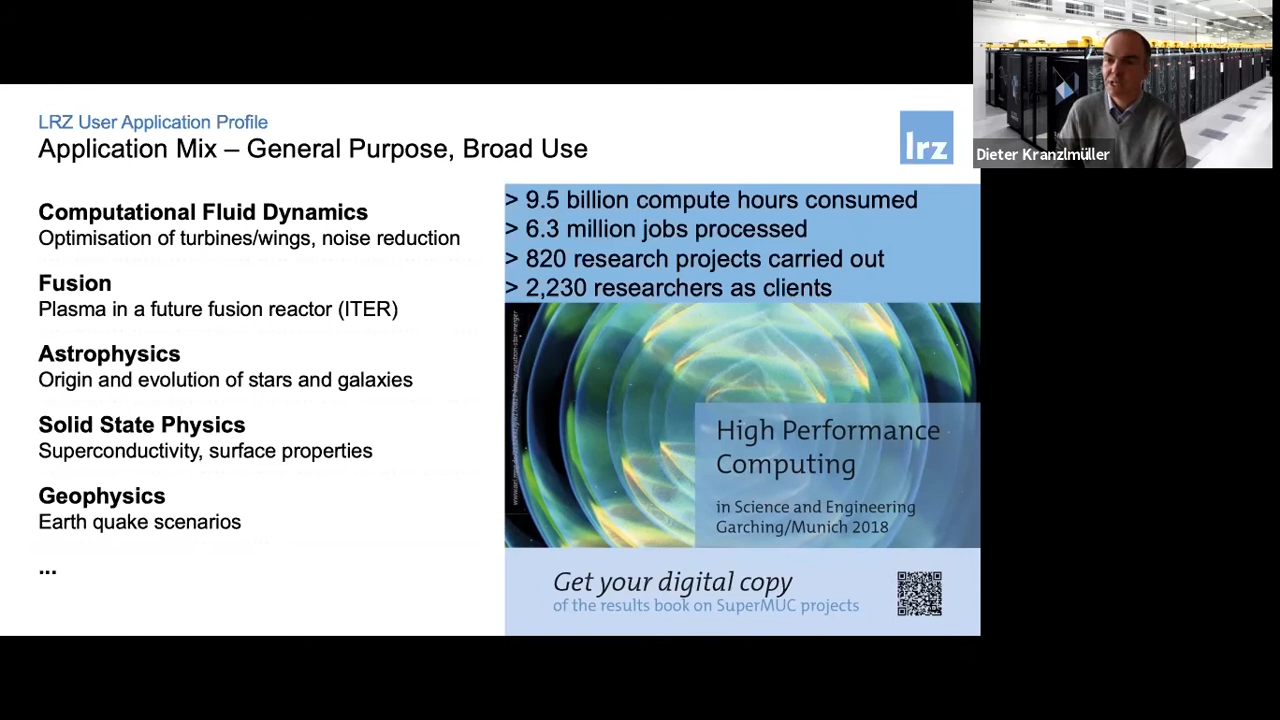 LRZ User Application Profile
Application Mix – General Purpose, Broad Use
lrz
Dieter Kranzlmüller
Computational Fluid Dynamics
Optimisation of turbines/wings, noise reduction
Fusion
Plasma in a future fusion reactor (ITER)
Astrophysics
Origin and evolution of stars and galaxies
Solid State Physics
Superconductivity, surface properties
Geophysics
Earth quake scenarios
...
> 9.5 billion compute hours consumed
> 6.3 million jobs processed
> 820 research projects carried out
> 2,230 researchers as clients
High Performance
Computing
in Science and Engineering
Garching/Munich 2018
Get your digital copy
of the results book on SuperMUC projects